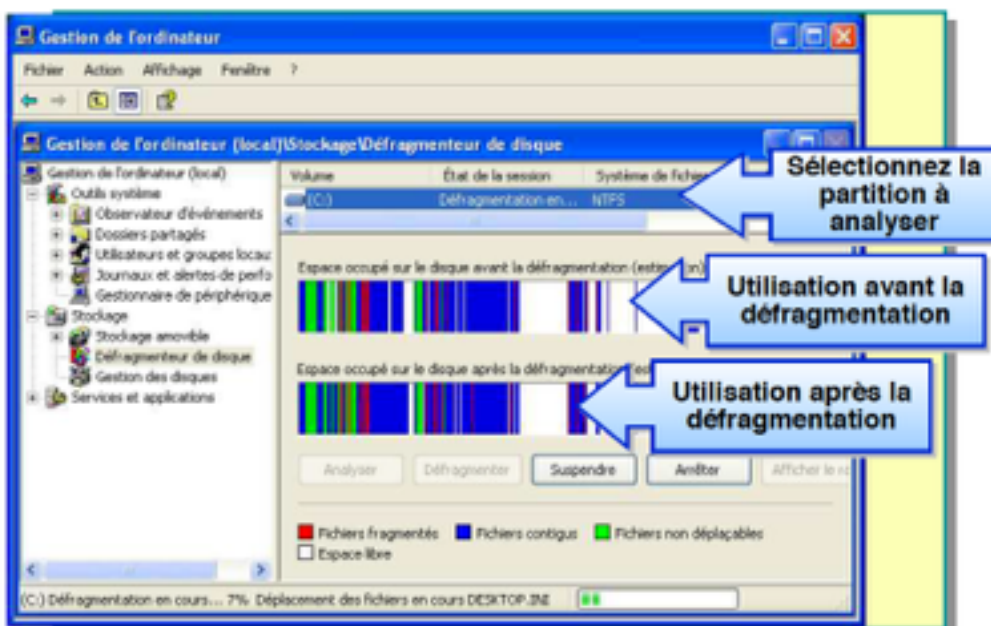 Gestion de l'ordinateur
Fichier Action Affichage Fenêtre ?
Gestion de l'ordinateur (local)\Stockage\Défragmenteur de disque
Gestion de l'ordinateur (local)
Outils système
Observateur d'événements
Dossiers partagés
Utilisateurs et groupes locau
Journaux et alertes de perfo
Gestionnaire de périphérique
Stockage
Stockage amovible
Défragmenteur de disque
Gestion des disques
Services et applications
Volume État de la session Système de fichie
(C:) Défragmentation en... NTFS
Sélectionnez la
partition à
analyser
Espace occupé sur le disque avant la défragmentation
Utilisation avant la
défragmentation
Espace occupé sur le disque après la défragmentation
Utilisation après la
défragmentation
Analyser Défragmenter Suspendre Arrêter Afficher le
Fichiers fragmentés Fichiers contigus Fichiers non déplaçables
Espace libre
(C:) Défragmentation en cours... 7% Déplacement des fichiers en cours DESKTOP.INI